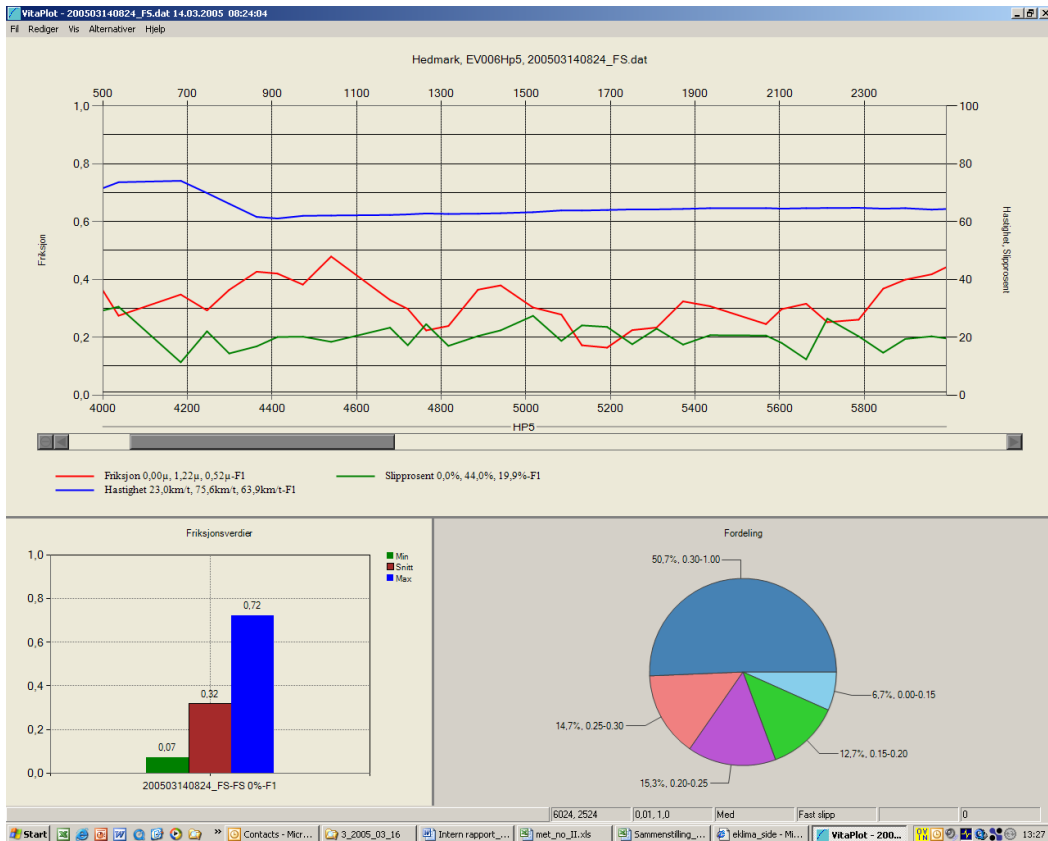 VitaPlot - 200503140824_FS.dat 14.03.2005 08:24:04
Fil Rediger Vis Alternativer Hjelp
Hedmark, EV006Hp5, 200503140824_FS.dat
500 700 900 1100 1300 1500 1700 1900 2100 2300
1,0 100
0,8 80
0,6 60
0,4 40
0,2 20
0,0 0
Friksjon
Hastighet, Slipprosent
4000 4200 4400 4600 4800 5000 5200 5400 5600 5800
HP5
Friksjon 0,00µ, 1,22µ, 0,52µ-F1 Slipprosent 0,0%, 44,0%, 19,9%-F1
Hastighet 23,0km/t, 75,6km/t, 63,9km/t-F1
Friksjonsverdier
Min
Snitt
Max
1,0
0,8
0,6
0,4
0,2
0,0
0,07
0,32
0,72
200503140824_FS-FS 0%-F1
Fordeling
50,7%, 0.30-1.00
6,7%, 0.00-0.15
14,7%, 0.25-0.30
12,7%, 0.15-0.20
15,3%, 0.20-0.25
6024, 2524 0,01, 1,0 Med Fast slipp 0
Start » Contacts - Micr... 3_2005_03_16 Intern rapport_... met_no_II.xls Sammenstilling_... eklima_side - Mi... VitaPlot - 200... 13:27